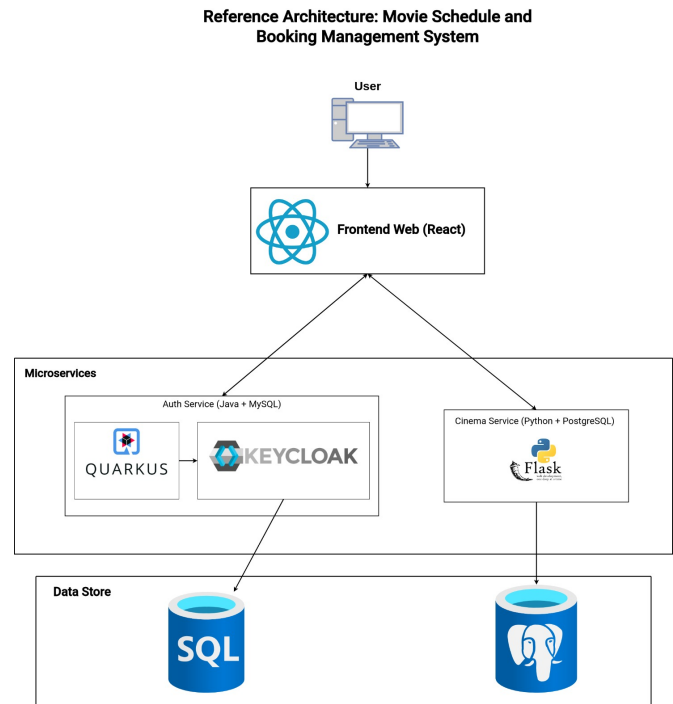 Reference Architecture: Movie Schedule and
Booking Management System
User
Frontend Web (React)
Microservices
Auth Service (Java + MySQL)
QUARKUS
KEYCLOAK
Cinema Service (Python + PostgreSQL)
Flask
Data Store
SQL